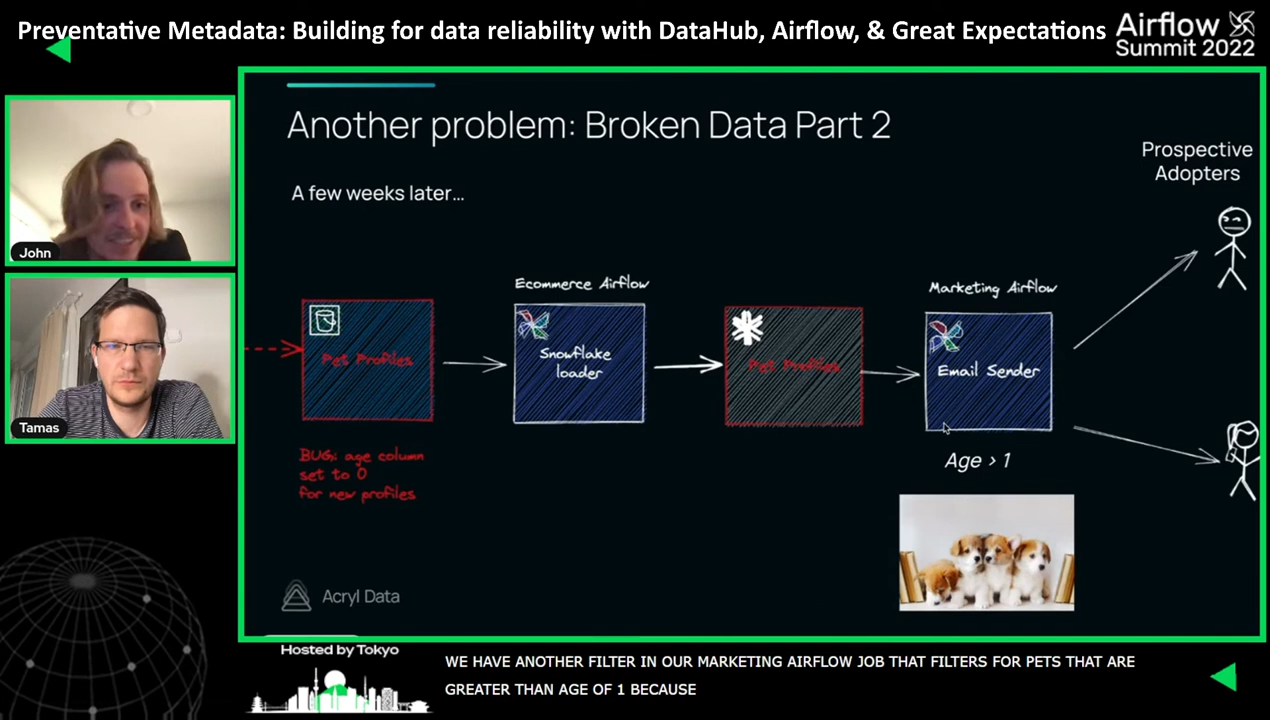 Preventative Metadata: Building for data reliability with DataHub, Airflow, & Great Expectations
Airflow
Summit 2022
John
Tamas
Another problem: Broken Data Part 2
A few weeks later...
Prospective
Adopters
Pet Profiles
BUG: age column
set to 0
for new profiles
Ecommerce Airflow
Snowflake
loader
Pet Profiles
Marketing Airflow
Email Sender
Age > 1
Acryl Data
Hosted by Tokyo
WE HAVE ANOTHER FILTER IN OUR MARKETING AIRFLOW JOB THAT FILTERS FOR PETS THAT ARE
GREATER THAN AGE OF 1 BECAUSE